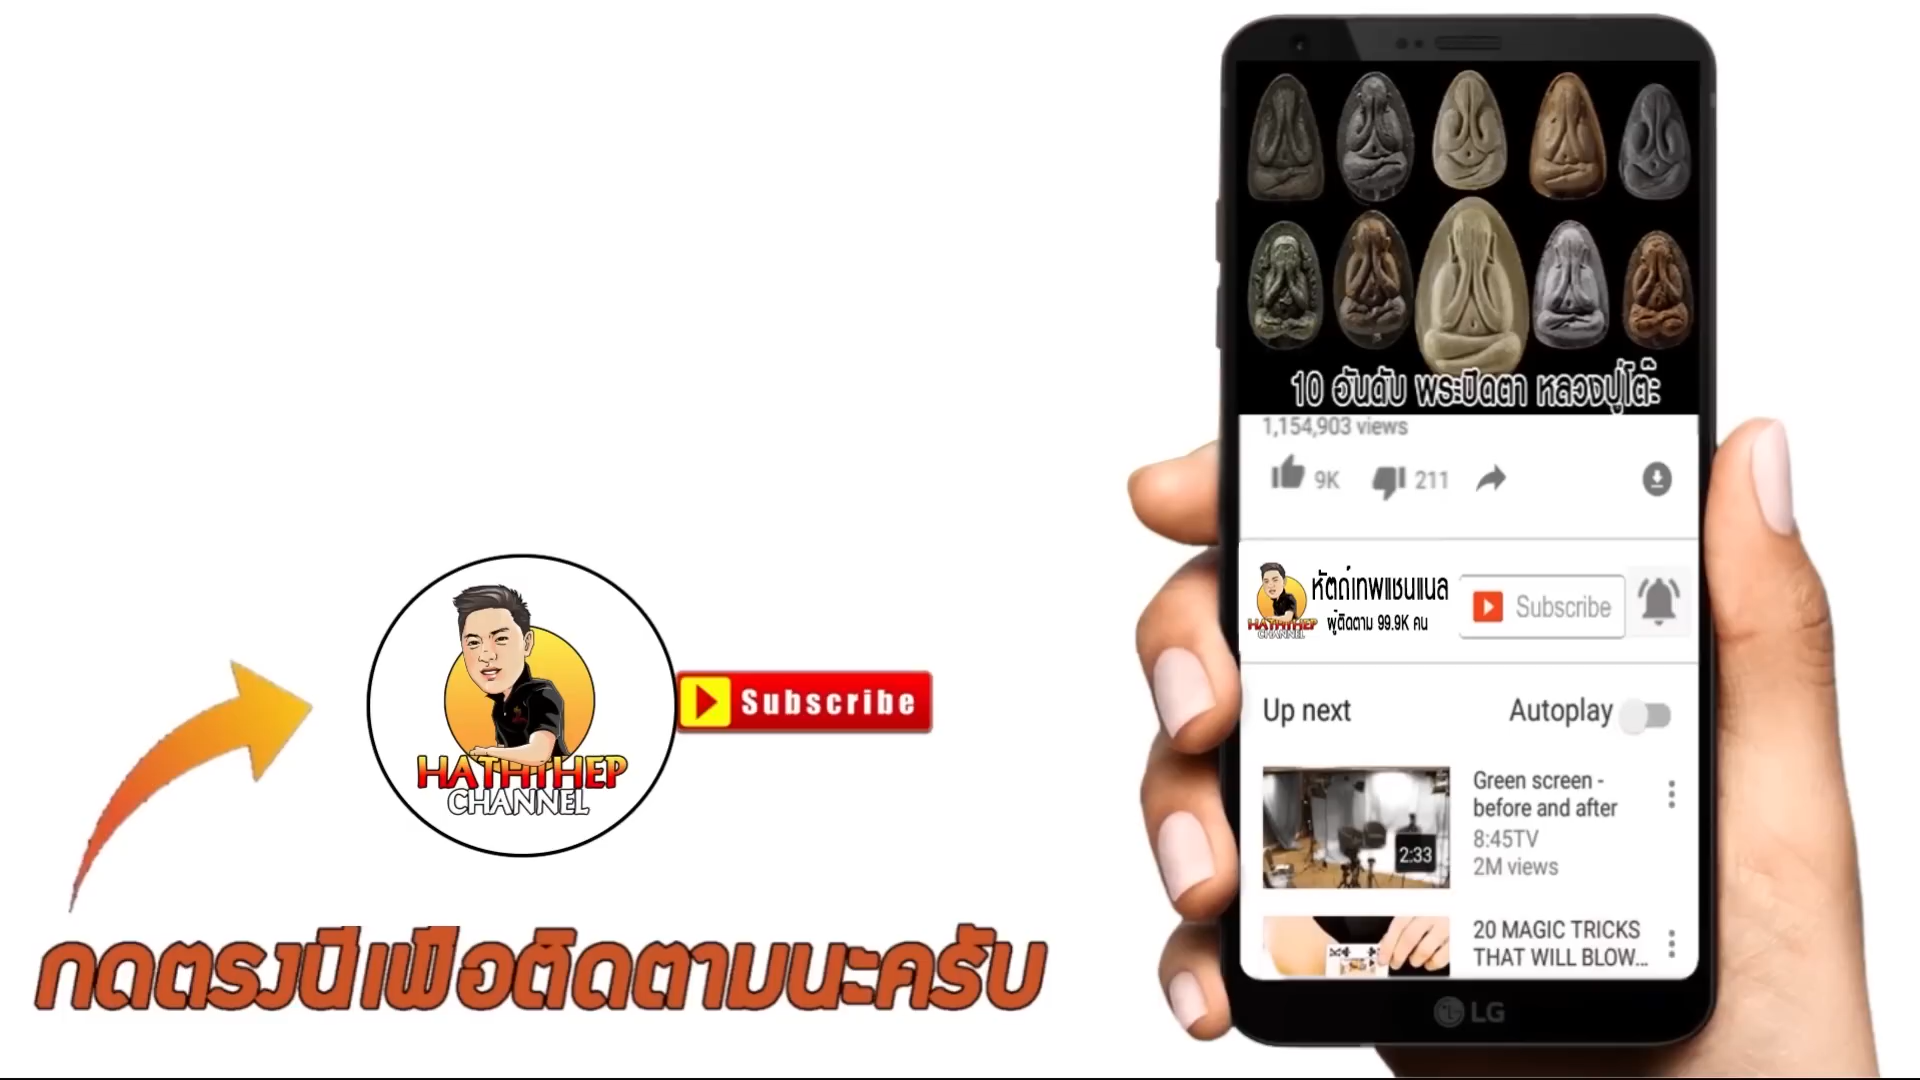 10 อันดับ พระปิดตา หลวงปู่โต๊ะ
1,154,903 views
9K
211
หัตถ์เทพแชนแนล
ผู้ติดตาม 99.9K คน
HATHTHEP
CHANNEL
Subscribe
Up next
Autoplay
Green screen -
before and after
8:45TV
2M views
2:33
20 MAGIC TRICKS
THAT WILL BLOW...
LG
HATHTHEP
CHANNEL
Subscribe
กดตรงนี้เพื่อติดตามนะครับ